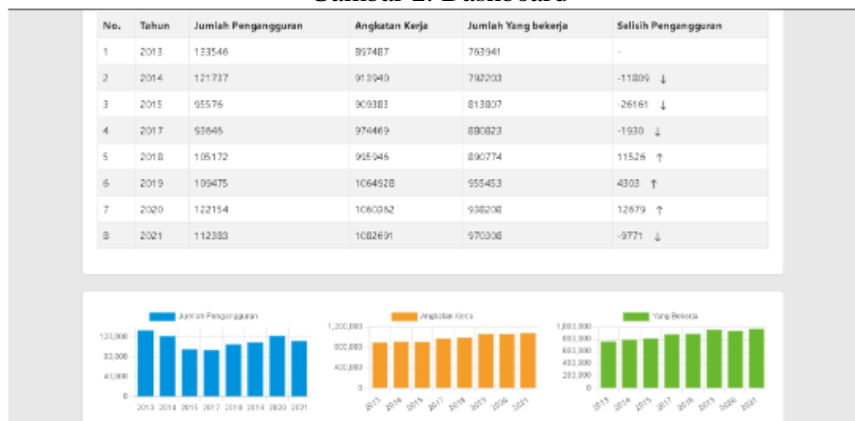 Gambar 2. Dashboard
No. Tahun Jumlah Pengangguran Angkatan Kerja Jumlah Yang bekerja Selisih Pengangguran
1 2013 133546 897487 763941 -
2 2014 121737 913940 792203 -11809 ↓
3 2015 95576 909383 813807 -26161 ↓
4 2017 93646 974469 880823 -1930 ↓
5 2018 105172 995946 890774 11526 ↑
6 2019 109475 1064928 955453 4303 ↑
7 2020 122154 1060362 938208 12679 ↑
8 2021 112383 1082691 970308 -9771 ↓
Jumlah Pengangguran Angkatan Kerja Yang Bekerja
120,000
80,000
40,000
0
2013 2014 2015 2017 2018 2019 2020 2021
1,200,000
800,000
400,000
0
2013 2014 2015 2017 2018 2019 2020 2021
1,000,000
800,000
600,000
400,000
200,000
0
2013 2014 2015 2017 2018 2019 2020 2021